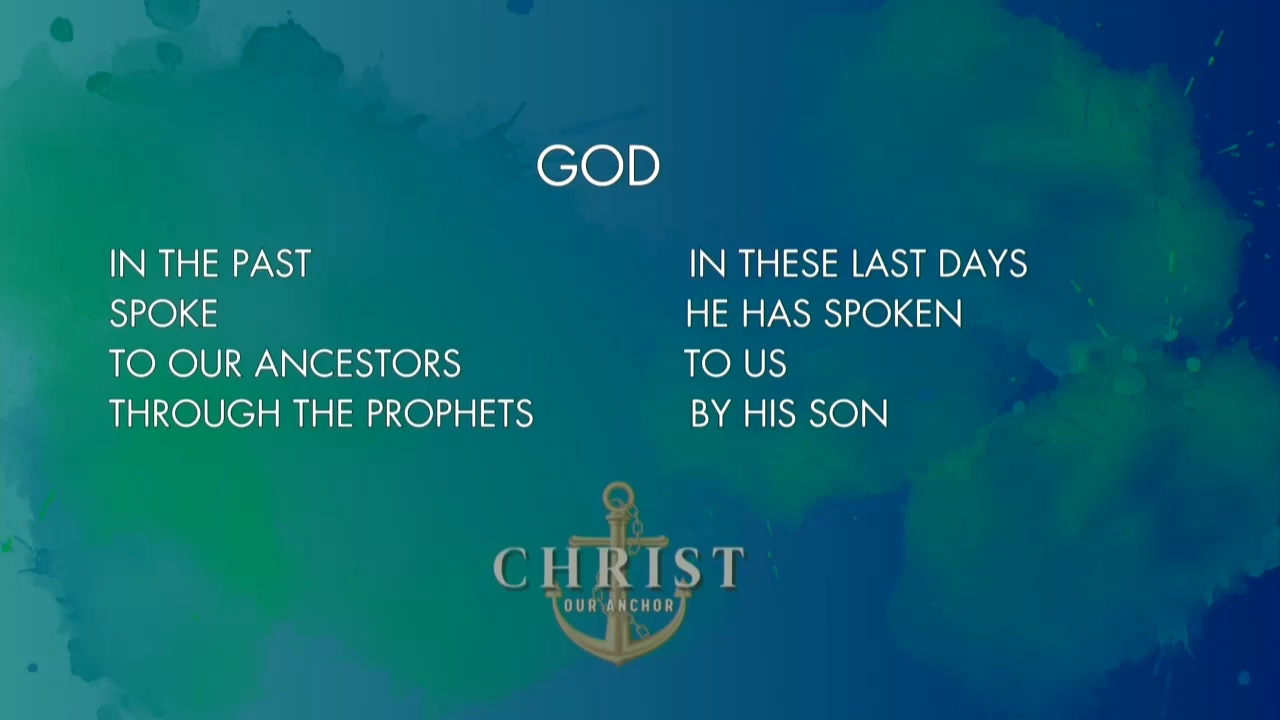 GOD
IN THE PAST
SPOKE
TO OUR ANCESTORS
THROUGH THE PROPHETS
IN THESE LAST DAYS
HE HAS SPOKEN
TO US
BY HIS SON
CHRIST
OUR ANCHOR